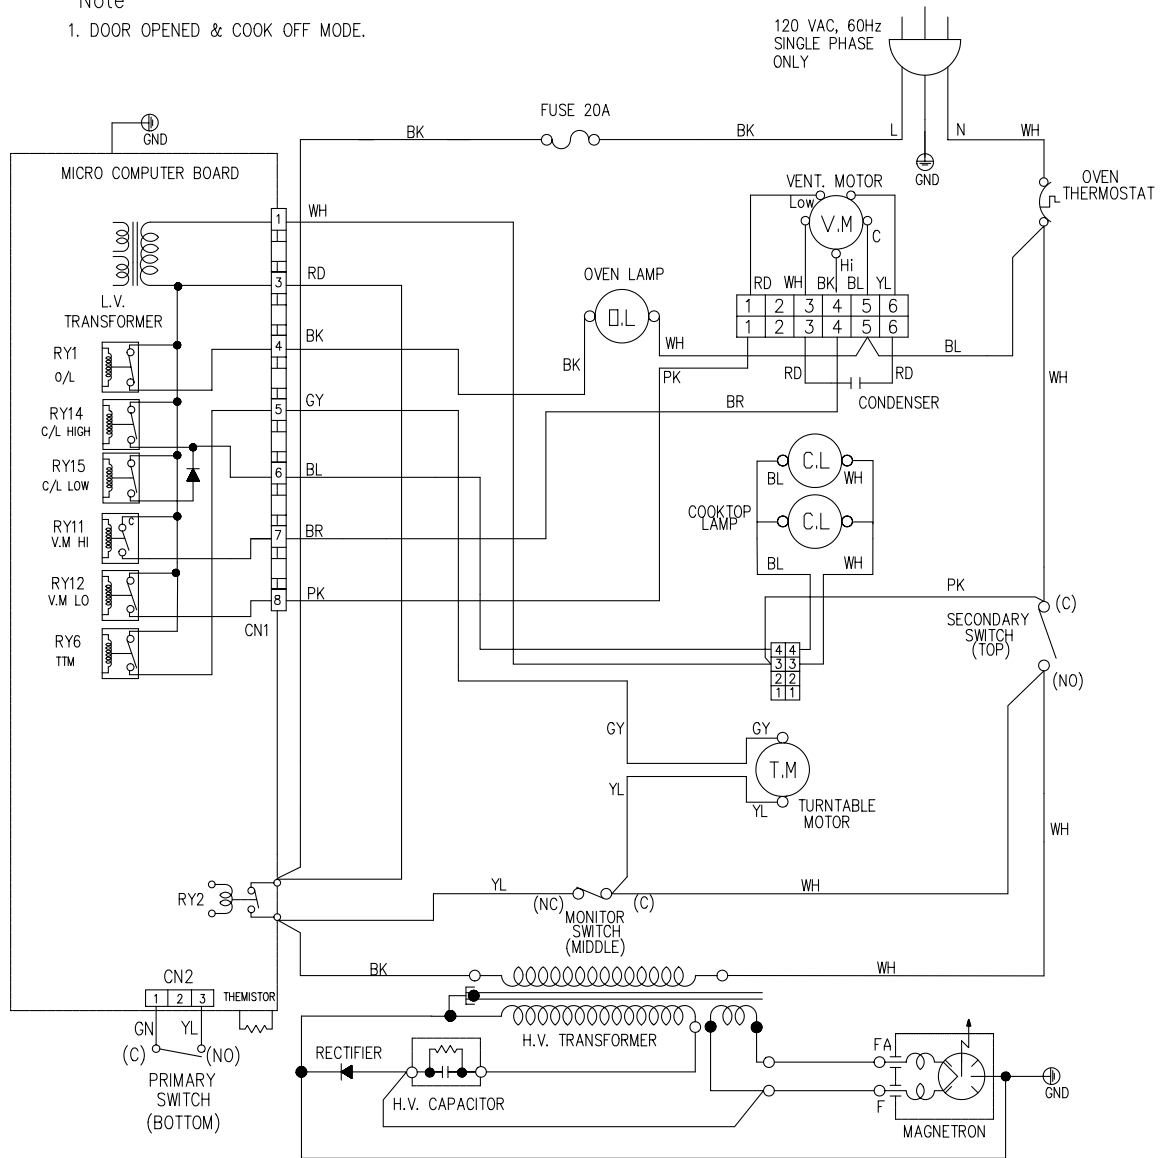 Note
1. DOOR OPENED & COOK OFF MODE.
120 VAC, 60Hz
SINGLE PHASE
ONLY
FUSE 20A
GND
BK
BK
L
N
WH
MICRO COMPUTER BOARD
GND
OVEN
THERMOSTAT
VENT. MOTOR
Low
V.M
C
Hi
1
WH
RD
3
L.V.
TRANSFORMER
OVEN LAMP
O.L
RD WH BK BL YL
1 2 3 4 5 6
1 2 3 4 5 6
4
BK
WH
BL
RY1
O/L
BK
PK
RD
RD
WH
CONDENSER
5
GY
BR
RY14
C/L HIGH
RY15
C/L LOW
6
BL
C.L
BL
WH
COOKTOP
LAMP
C.L
RY11
V.M HI
C
7
BR
BL
WH
RY12
V.M LO
8
PK
PK
(C)
CN1
SECONDARY
SWITCH
(TOP)
RY6
TTM
4 4
3 3
2 2
1 1
(NO)
GY
GY
T.M
YL
YL
TURNTABLE
MOTOR
WH
RY2
YL
WH
(NC)
(C)
MONITOR
SWITCH
(MIDDLE)
CN2
BK
WH
1 2 3
THEMISTOR
GN
YL
(C)
(NO)
H.V. TRANSFORMER
RECTIFIER
FA
PRIMARY
SWITCH
(BOTTOM)
H.V. CAPACITOR
F
GND
MAGNETRON